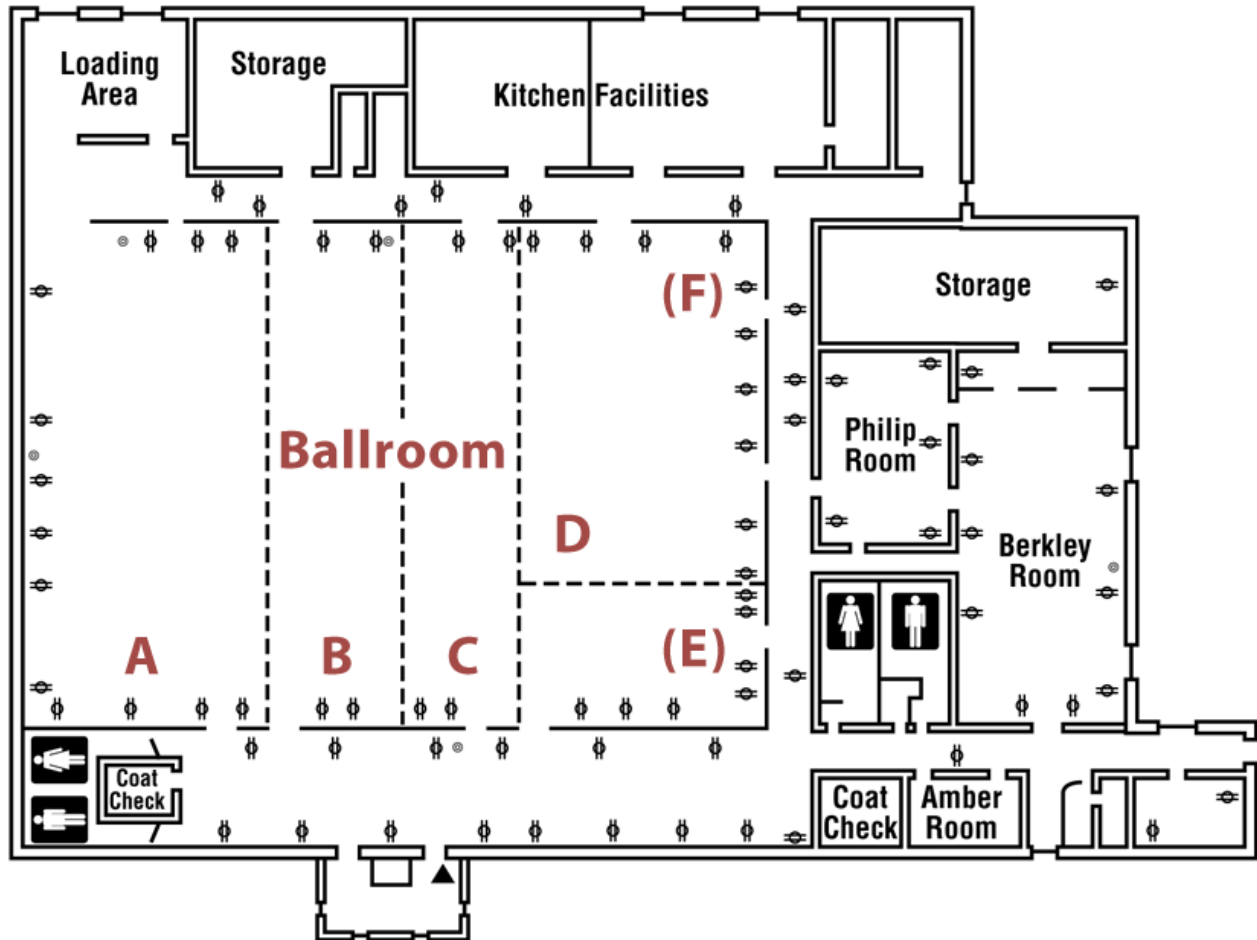 Loading
Area
Storage
Kitchen Facilities
(F)
Storage
Ballroom
Philip
Room
D
Berkley
Room
A
B
C
(E)
Coat
Check
Coat
Check
Amber
Room